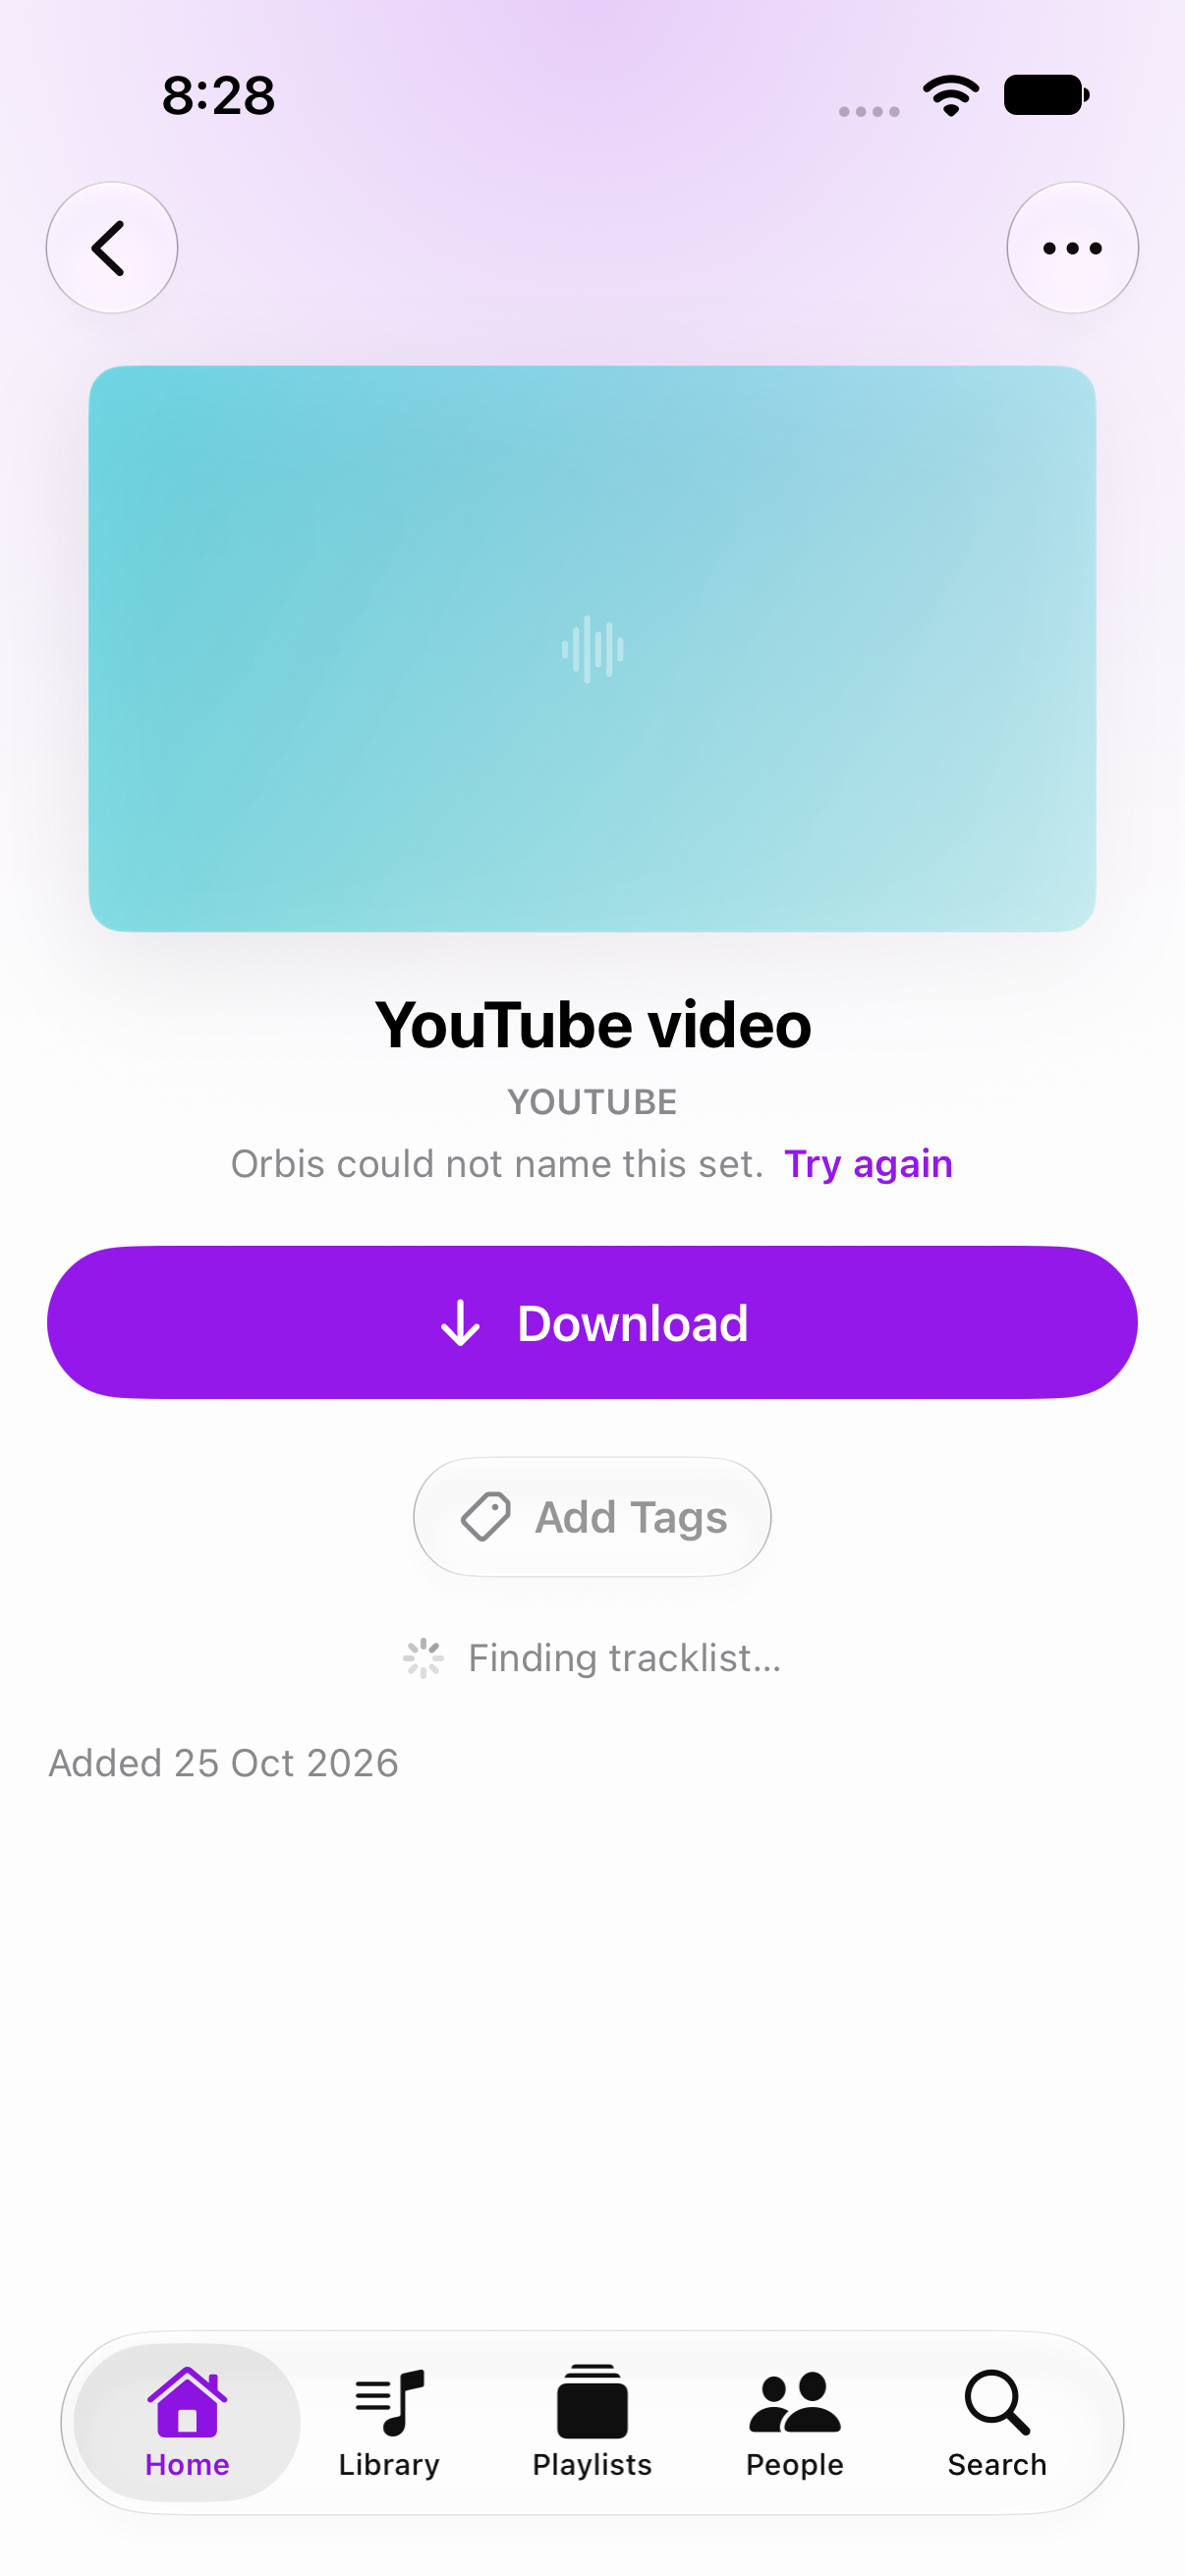 8:28
YouTube video
YOUTUBE
Orbis could not name this set. Try again
Download
Add Tags
Finding tracklist...
Added 25 Oct 2026
Home Library Playlists People Search